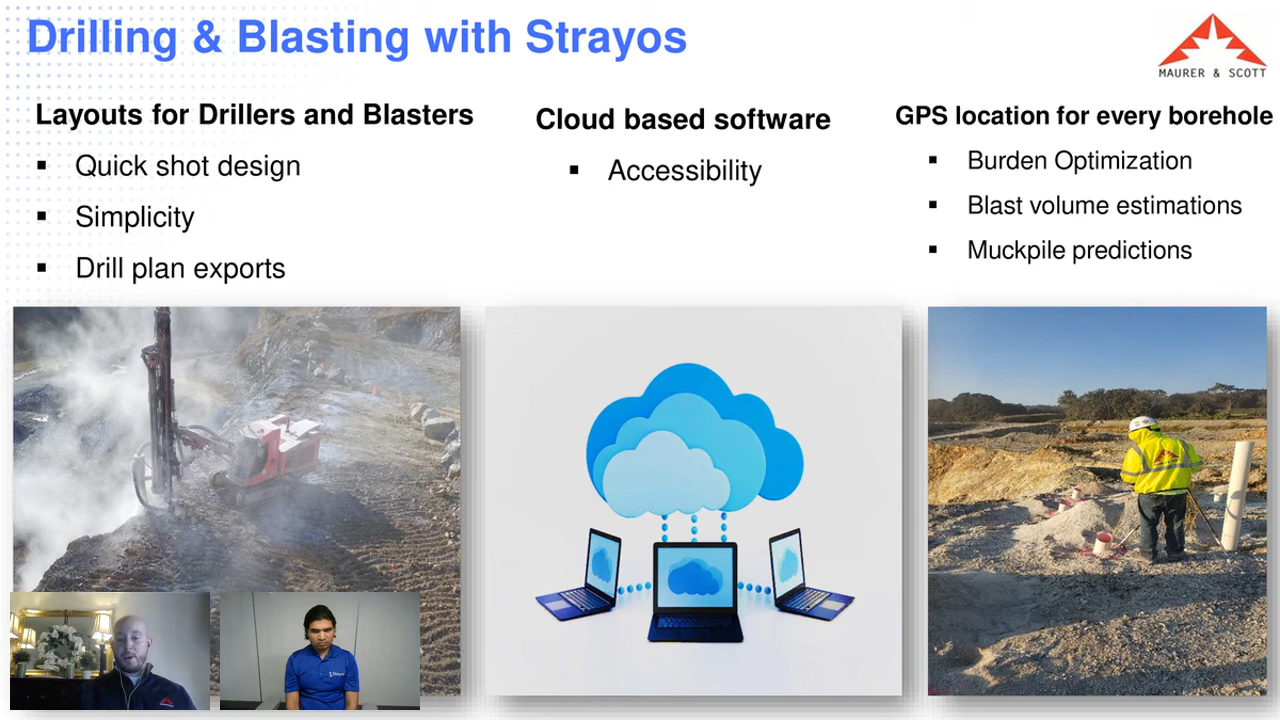 Drilling & Blasting with Strayos
MAURER & SCOTT
Layouts for Drillers and Blasters
▪ Quick shot design
▪ Simplicity
▪ Drill plan exports
Cloud based software
▪ Accessibility
GPS location for every borehole
▪ Burden Optimization
▪ Blast volume estimations
▪ Muckpile predictions